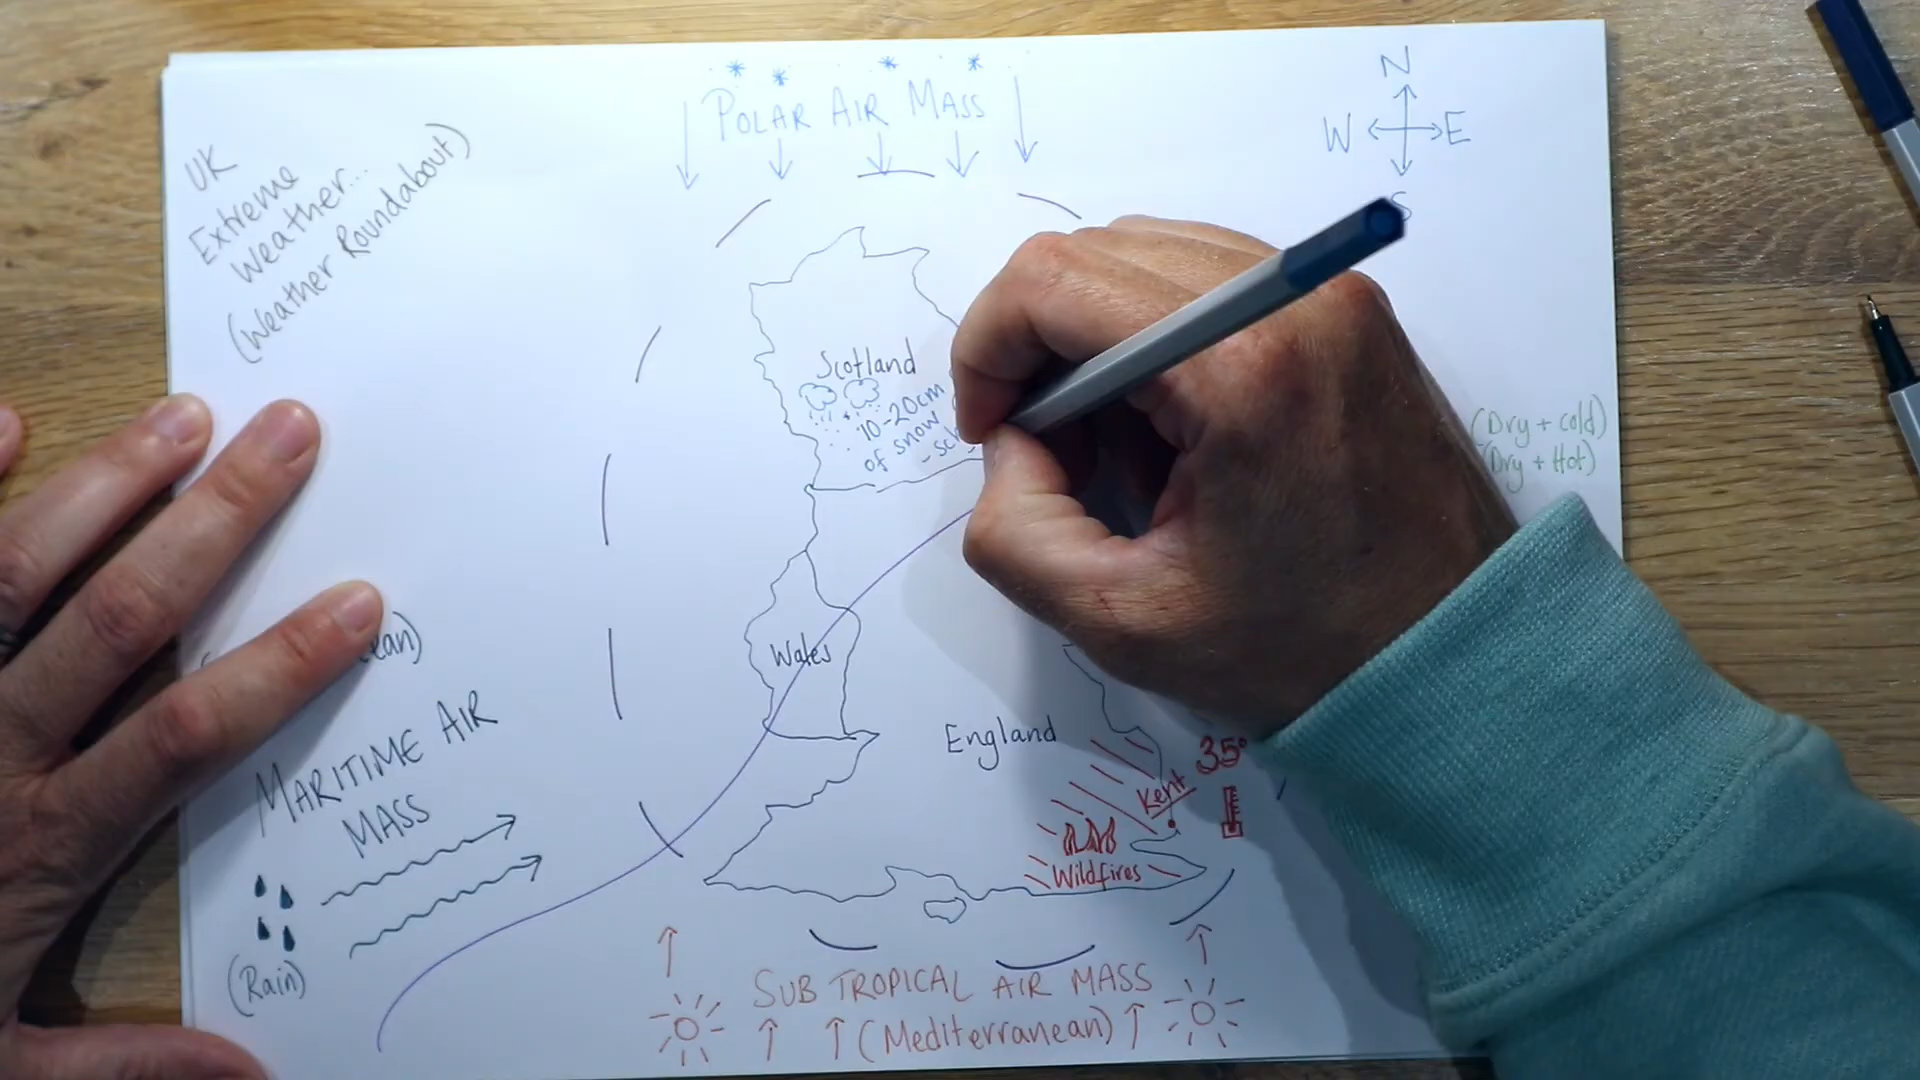 POLAR AIR MASS
N
W E
S
UK
Extreme
Weather...
(Weather Roundabout)
Scotland
10-20cm
of snow
(Dry + cold)
(Dry + Hot)
Wales
England
MARITIME AIR
MASS
(Rain)
35°
Kent
Wildfires
SUB TROPICAL AIR MASS
(Mediterranean)